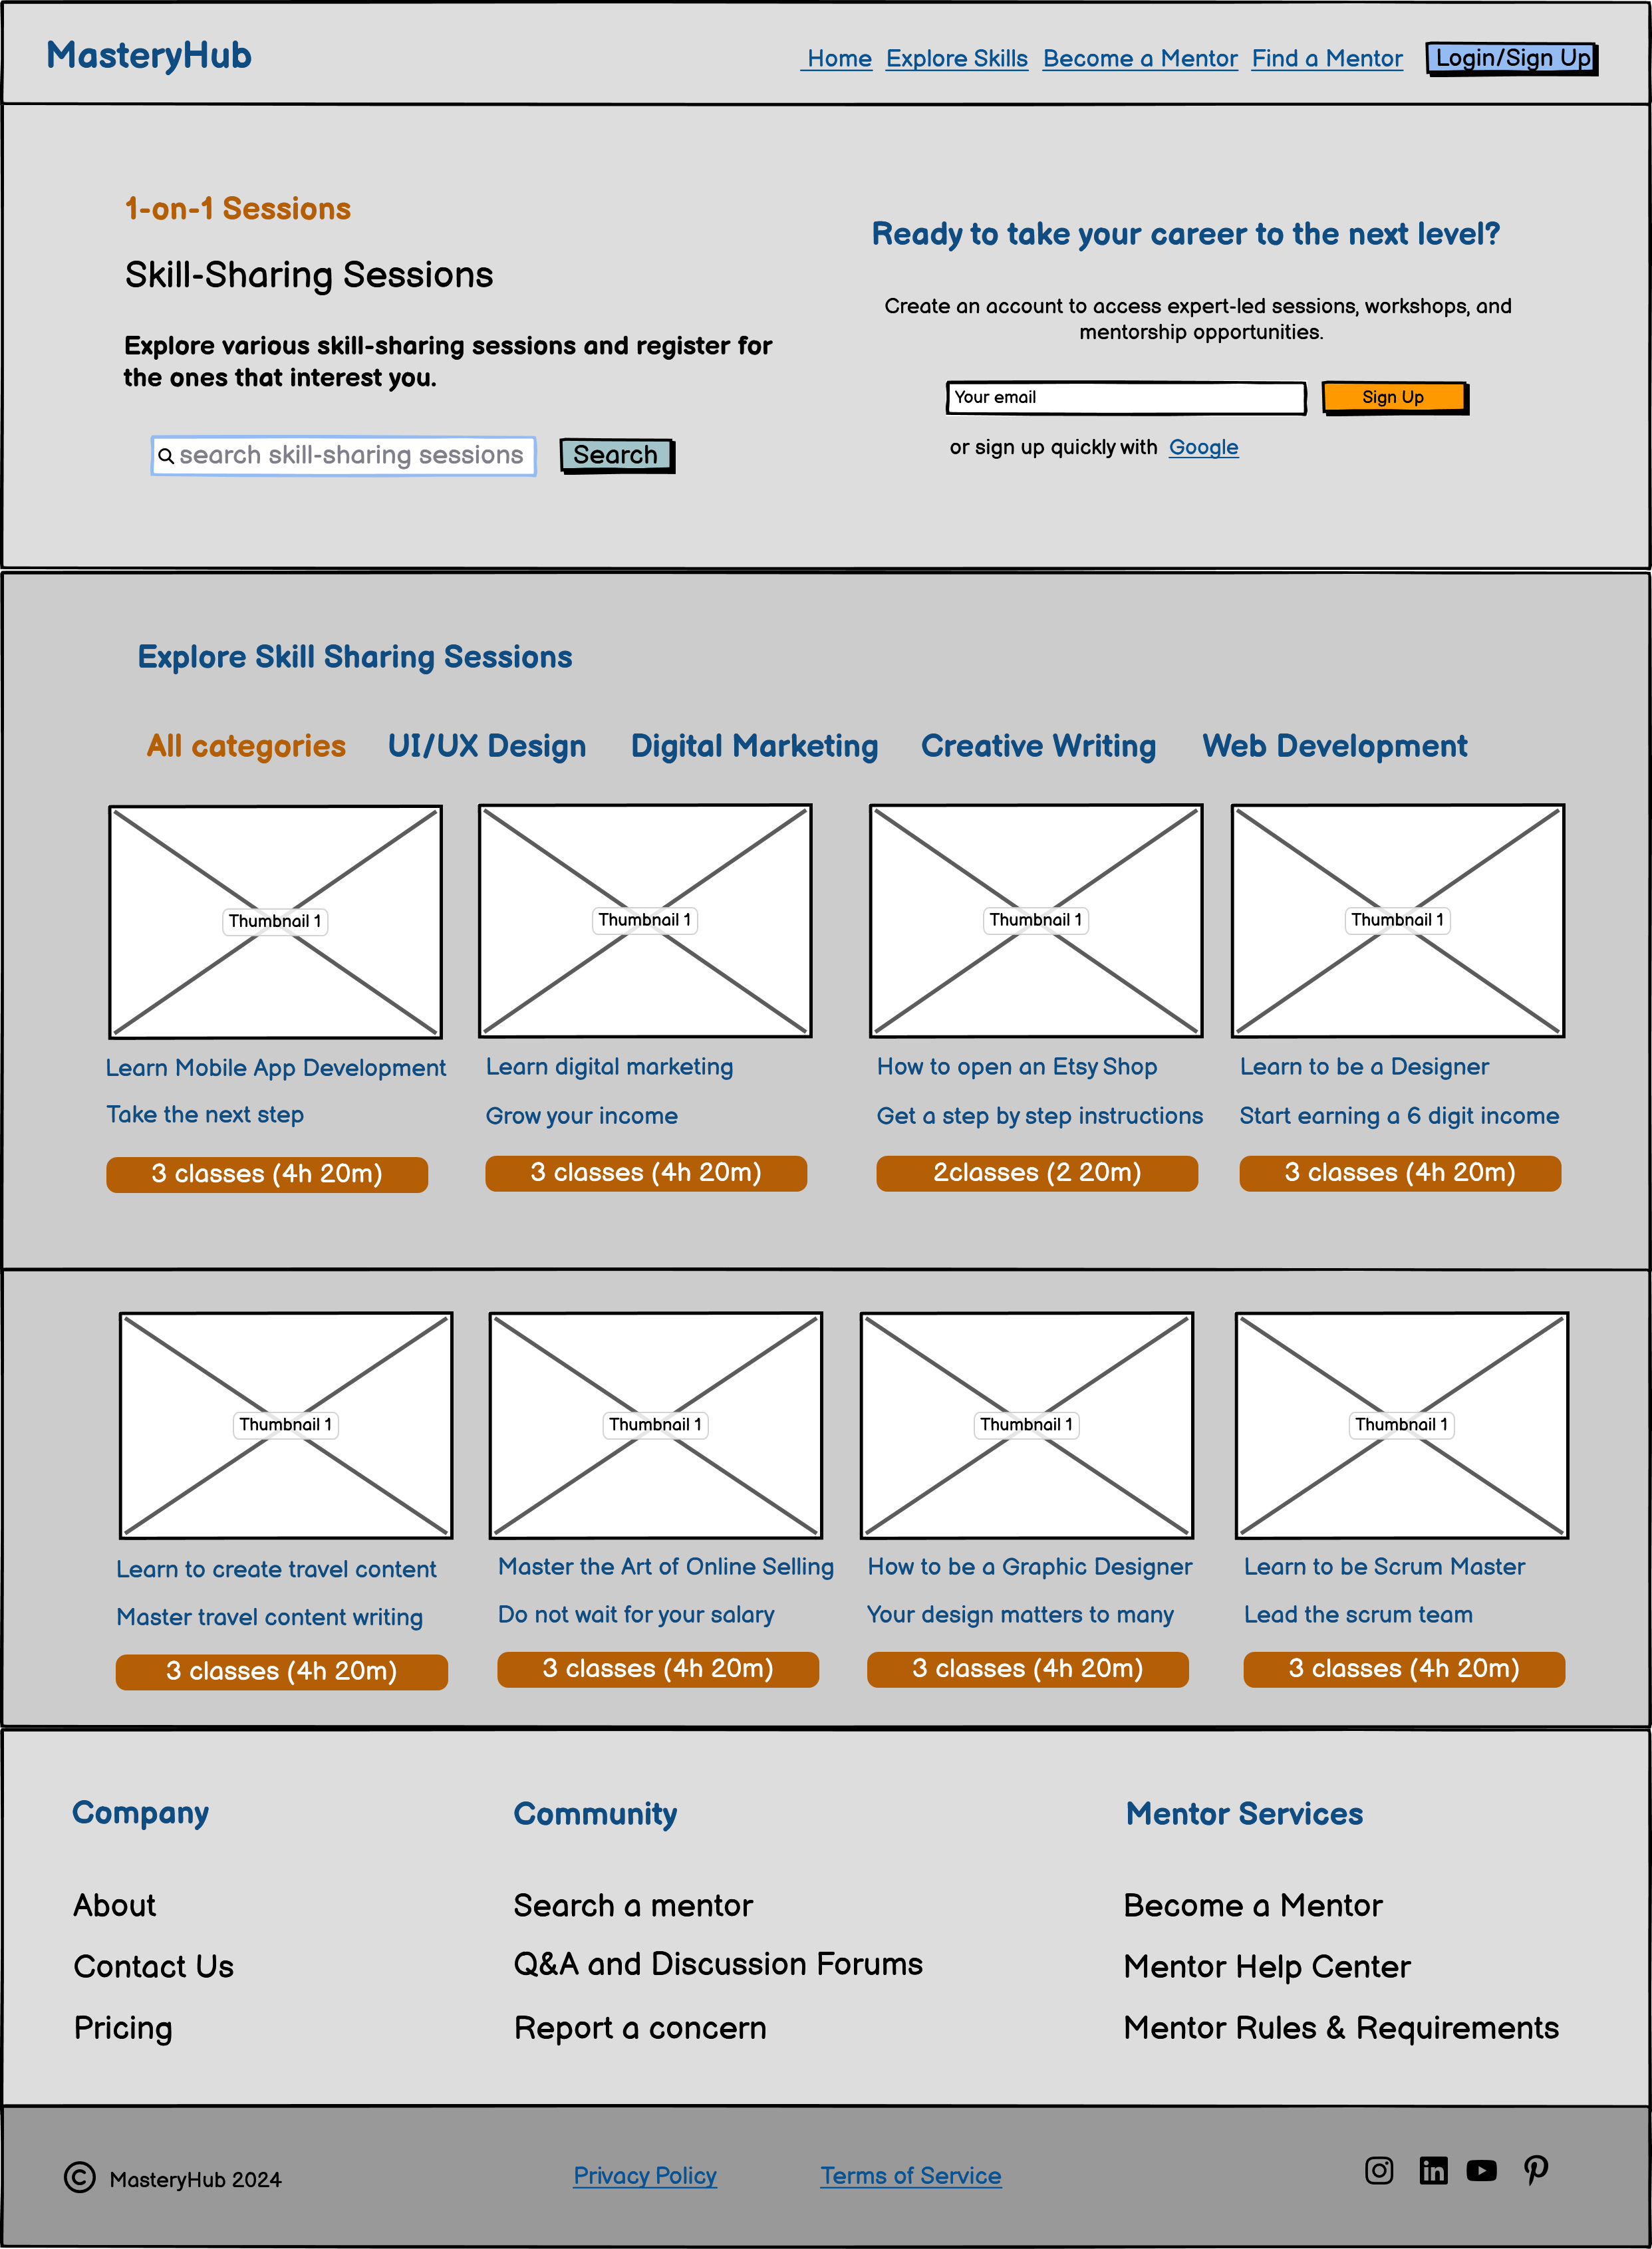 MasteryHub
Home Explore Skills Become a Mentor Find a Mentor Login/Sign Up
1-on-1 Sessions
Skill-Sharing Sessions
Explore various skill-sharing sessions and register for
the ones that interest you.
search skill-sharing sessions Search
Ready to take your career to the next level?
Create an account to access expert-led sessions, workshops, and
mentorship opportunities.
Your email Sign Up
or sign up quickly with Google
Explore Skill Sharing Sessions
All categories UI/UX Design Digital Marketing Creative Writing Web Development
Thumbnail 1 Thumbnail 1 Thumbnail 1 Thumbnail 1
Learn Mobile App Development Learn digital marketing How to open an Etsy Shop Learn to be a Designer
Take the next step Grow your income Get a step by step instructions Start earning a 6 digit income
3 classes (4h 20m) 3 classes (4h 20m) 2classes (2 20m) 3 classes (4h 20m)
Thumbnail 1 Thumbnail 1 Thumbnail 1 Thumbnail 1
Learn to create travel content Master the Art of Online Selling How to be a Graphic Designer Learn to be Scrum Master
Master travel content writing Do not wait for your salary Your design matters to many Lead the scrum team
3 classes (4h 20m) 3 classes (4h 20m) 3 classes (4h 20m) 3 classes (4h 20m)
Company Community Mentor Services
About Search a mentor Become a Mentor
Contact Us Q&A and Discussion Forums Mentor Help Center
Pricing Report a concern Mentor Rules & Requirements
© MasteryHub 2024 Privacy Policy Terms of Service